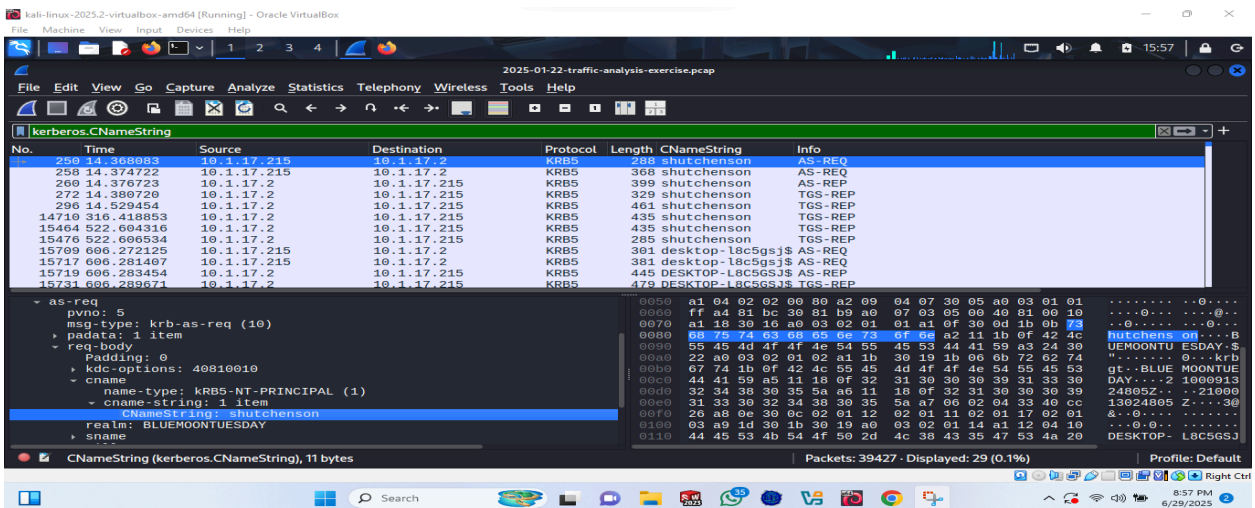 kali-linux-2025.2-virtualbox-amd64 [Running] - Oracle VirtualBox
File Machine View Input Devices Help
1 2 3 4
15:57
2025-01-22-traffic-analysis-exercise.pcap
File Edit View Go Capture Analyze Statistics Telephony Wireless Tools Help
kerberos.CNameString
No. Time Source Destination Protocol Length CNameString Info
250 14.368083 10.1.17.215 10.1.17.2 KRB5 288 shutchenson AS-REQ
258 14.374722 10.1.17.215 10.1.17.2 KRB5 368 shutchenson AS-REQ
260 14.376723 10.1.17.2 10.1.17.215 KRB5 399 shutchenson AS-REP
272 14.380720 10.1.17.2 10.1.17.215 KRB5 329 shutchenson TGS-REP
296 14.529454 10.1.17.2 10.1.17.215 KRB5 461 shutchenson TGS-REP
14710 316.418853 10.1.17.2 10.1.17.215 KRB5 435 shutchenson TGS-REP
15464 522.604316 10.1.17.2 10.1.17.215 KRB5 435 shutchenson TGS-REP
15476 522.606534 10.1.17.2 10.1.17.215 KRB5 285 shutchenson TGS-REP
15709 606.272125 10.1.17.215 10.1.17.2 KRB5 301 desktop-l8c5gsj$ AS-REQ
15717 606.281407 10.1.17.215 10.1.17.2 KRB5 381 desktop-l8c5gsj$ AS-REQ
15719 606.283454 10.1.17.2 10.1.17.215 KRB5 445 DESKTOP-L8C5GSJ$ AS-REP
15731 606.289671 10.1.17.2 10.1.17.215 KRB5 479 DESKTOP-L8C5GSJ$ TGS-REP
as-req
pvno: 5
msg-type: krb-as-req (10)
padata: 1 item
req-body
Padding: 0
kdc-options: 40810010
cname
name-type: kRB5-NT-PRINCIPAL (1)
cname-string: 1 item
CNameString: shutchenson
realm: BLUEMOONTUESDAY
sname
0050 a1 04 02 02 00 80 a2 09 04 07 30 05 a0 03 01 01 ········ ··0·····
0060 ff a4 81 bc 30 81 b9 a0 07 03 05 00 40 81 00 10 ····0··· ····@···
0070 a1 18 30 16 a0 03 02 01 01 a1 0f 30 0d 1b 0b 73 ··0····· ···0···s
0080 68 75 74 63 68 65 6e 73 6f 6e a2 11 1b 0f 42 4c hutchens on····BL
0090 55 45 4d 4f 4f 4e 54 55 45 53 44 41 59 a3 24 30 UEMOONTU ESDAY·$0
00a0 22 a0 03 02 01 02 a1 1b 30 19 1b 06 6b 72 62 74 "······· 0···krbt
00b0 67 74 1b 0f 42 4c 55 45 4d 4f 4f 4e 54 55 45 53 gt··BLUE MOONTUES
00c0 44 41 59 a5 11 18 0f 32 31 30 30 30 39 31 33 30 DAY····2 10009130
00d0 32 34 38 30 35 5a a6 11 18 0f 32 31 30 30 30 39 24805Z·· ··210009
00e0 31 33 30 32 34 38 30 35 5a a7 06 02 04 33 40 cc 13024805 Z····3@·
00f0 26 a8 0e 30 0c 02 01 12 02 01 11 02 01 17 02 01 &··0···· ········
0100 03 a9 1d 30 1b 30 19 a0 03 02 01 14 a1 12 04 10 ···0·0·· ········
0110 44 45 53 4b 54 4f 50 2d 4c 38 43 35 47 53 4a 20 DESKTOP- L8C5GSJ
CNameString (kerberos.CNameString), 11 bytes
Packets: 39427 · Displayed: 29 (0.1%)
Profile: Default
Right Ctrl
Search
35
8:57 PM
6/29/2025
2